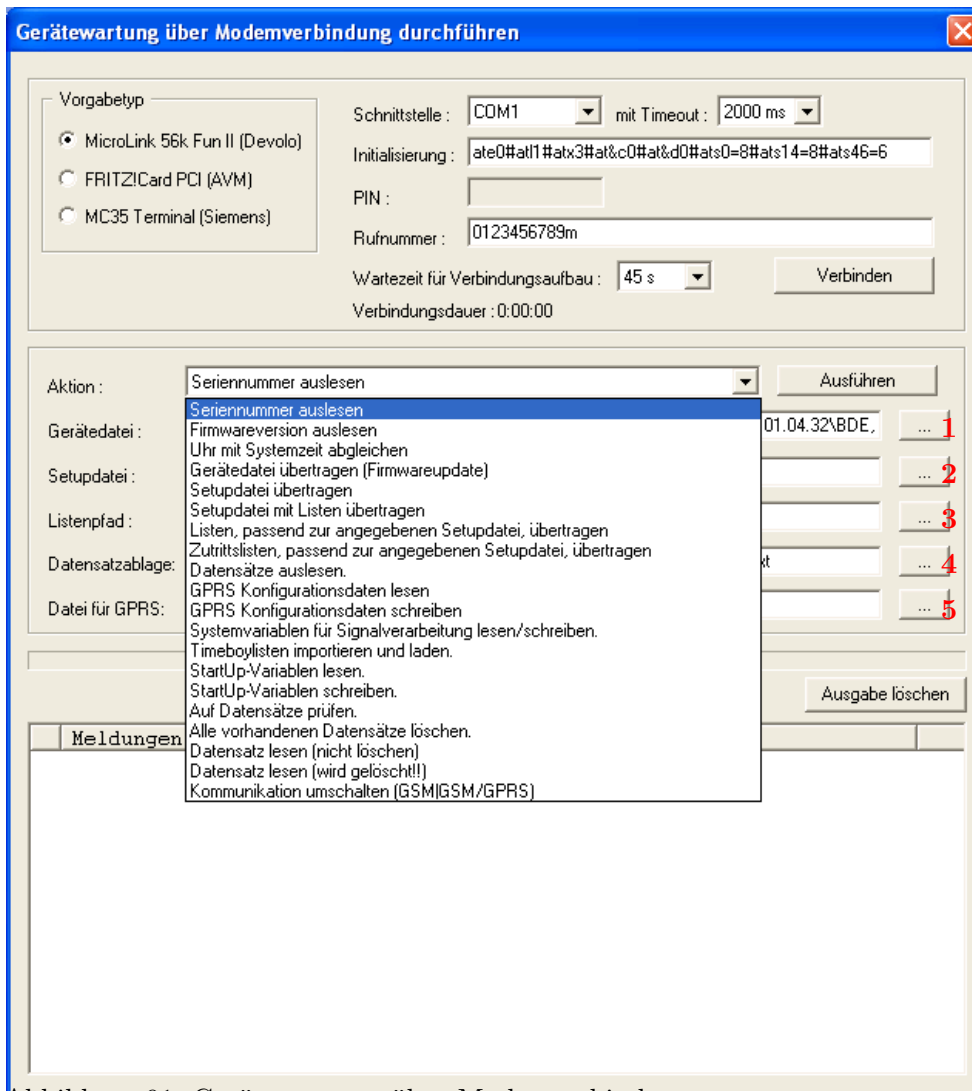 Gerätewartung über Modemverbindung durchführen
Vorgabetyp
MicroLink 56k Fun II (Devolo)
FRITZ!Card PCI (AVM)
MC35 Terminal (Siemens)
Schnittstelle : COM1 mit Timeout : 2000 ms
Initialisierung : ate0#atl1#atx3#at&c0#at&d0#ats0=8#ats14=8#ats46=6
PIN :
Rufnummer : 0123456789m
Wartezeit für Verbindungsaufbau : 45 s Verbinden
Verbindungsdauer : 0:00:00
Aktion : Seriennummer auslesen Ausführen
Gerätedatei : 01.04.32\BDE, ... 1
Setupdatei : ... 2
Listenpfad : ... 3
Datensatzablage: xt ... 4
Datei für GPRS: ... 5
Seriennummer auslesen
Firmwareversion auslesen
Uhr mit Systemzeit abgleichen
Gerätedatei übertragen (Firmwareupdate)
Setupdatei übertragen
Setupdatei mit Listen übertragen
Listen, passend zur angegebenen Setupdatei, übertragen
Zutrittslisten, passend zur angegebenen Setupdatei, übertragen
Datensätze auslesen.
GPRS Konfigurationsdaten lesen
GPRS Konfigurationsdaten schreiben
Systemvariablen für Signalverarbeitung lesen/schreiben.
Timeboylisten importieren und laden.
StartUp-Variablen lesen.
StartUp-Variablen schreiben.
Auf Datensätze prüfen.
Alle vorhandenen Datensätze löschen.
Datensatz lesen (nicht löschen)
Datensatz lesen (wird gelöscht!!)
Kommunikation umschalten (GSM|GSM/GPRS)
Ausgabe löschen
Meldungen